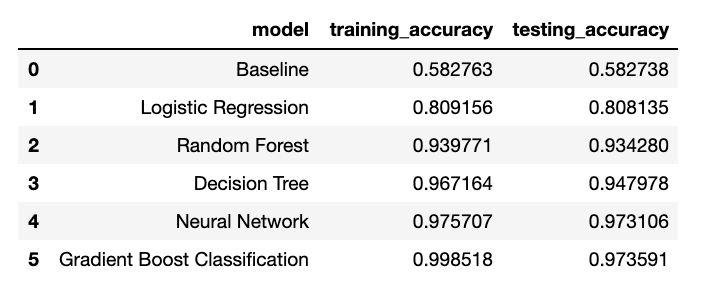 model training_accuracy testing_accuracy
0 Baseline 0.582763 0.582738
1 Logistic Regression 0.809156 0.808135
2 Random Forest 0.939771 0.934280
3 Decision Tree 0.967164 0.947978
4 Neural Network 0.975707 0.973106
5 Gradient Boost Classification 0.998518 0.973591